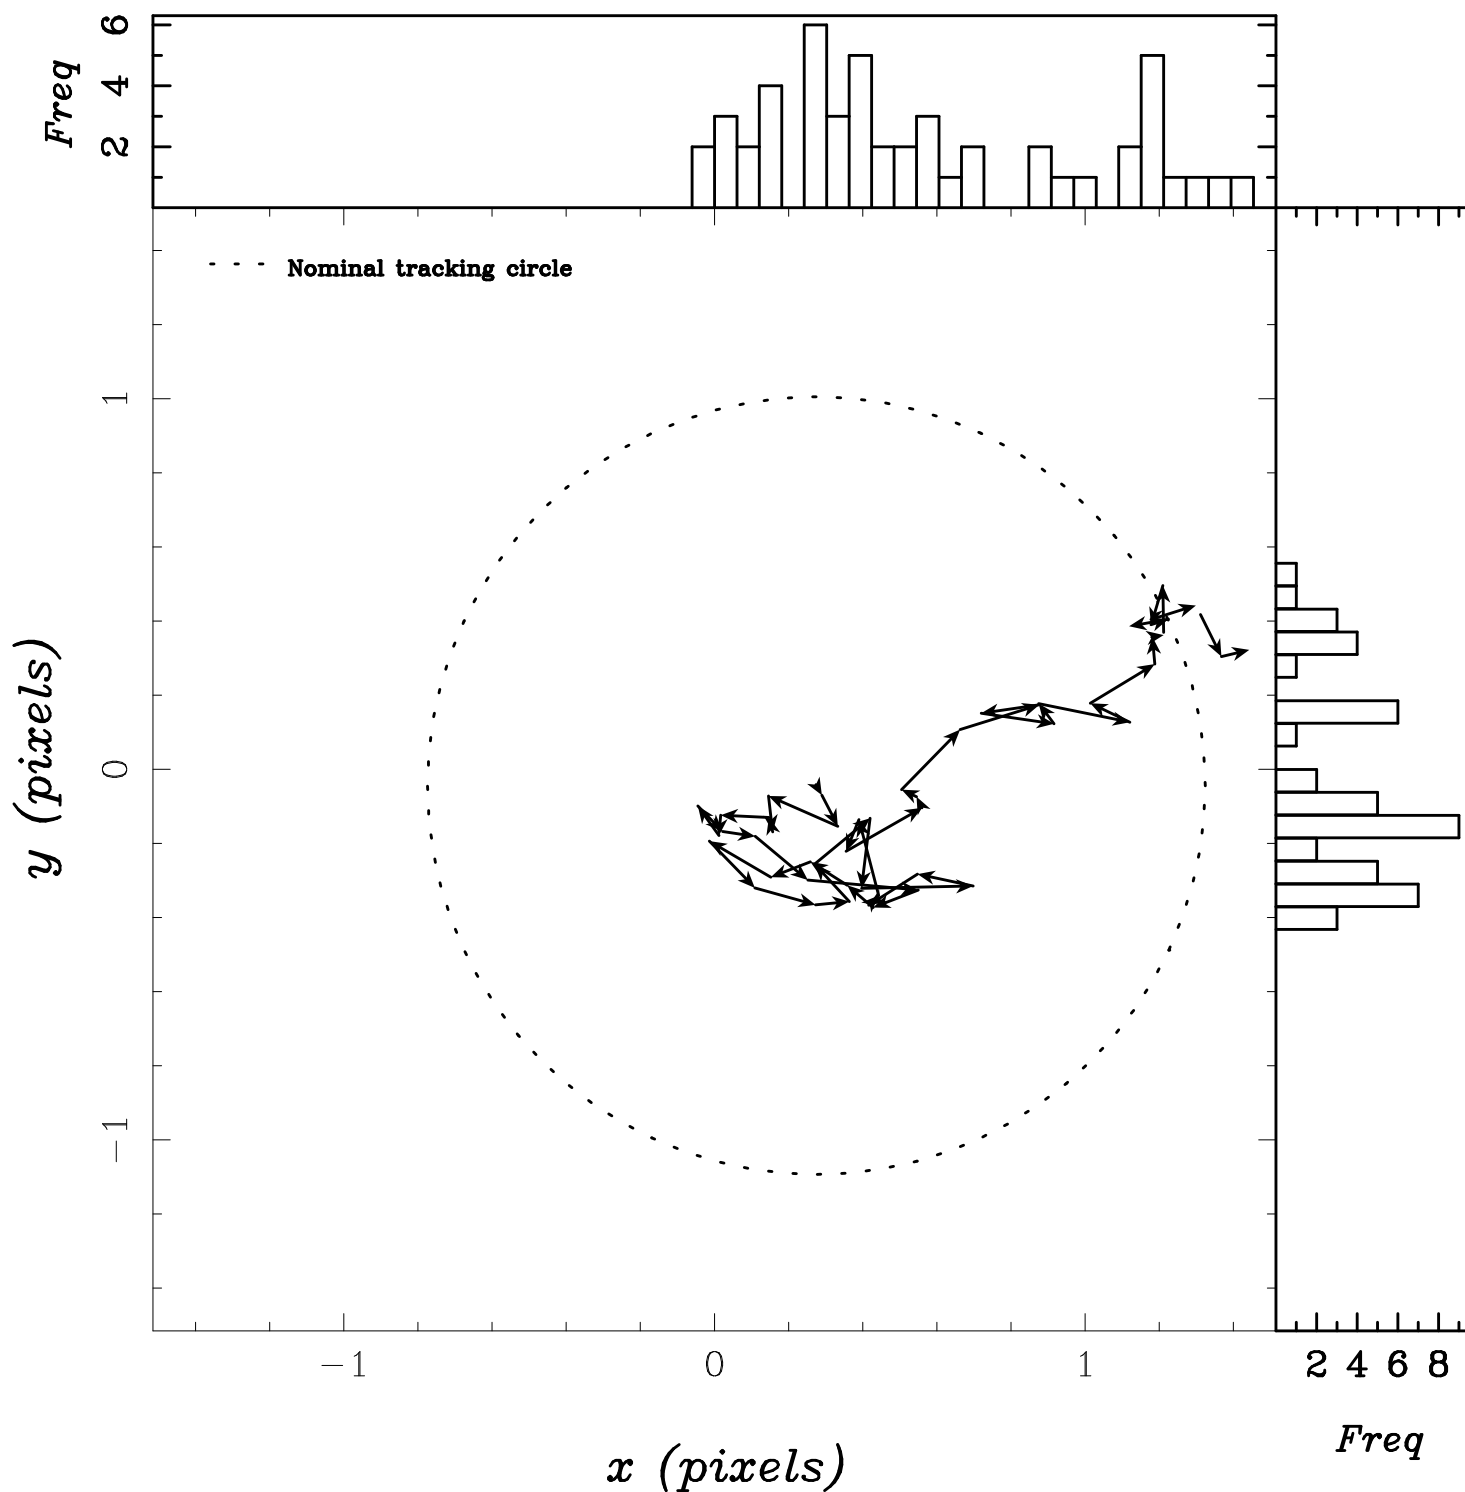 Freq
6
4
2
Nominal tracking circle
y (pixels)
1
0
−1
−1 0 1
x (pixels)
2 4 6 8
Freq